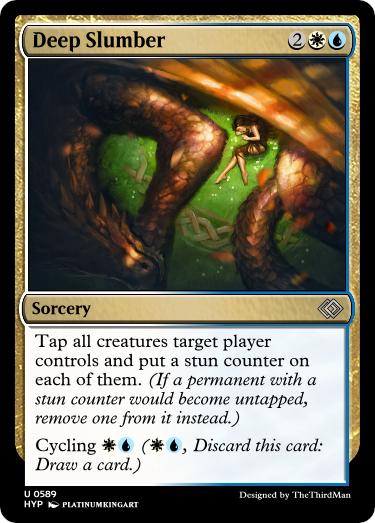 Deep Slumber 2
Sorcery
Tap all creatures target player
controls and put a stun counter on
each of them. (If a permanent with a
stun counter would become untapped,
remove one from it instead.)
Cycling (, Discard this card:
Draw a card.)
U 0589
HYP PLATINUMKINGART
Designed by TheThirdMan